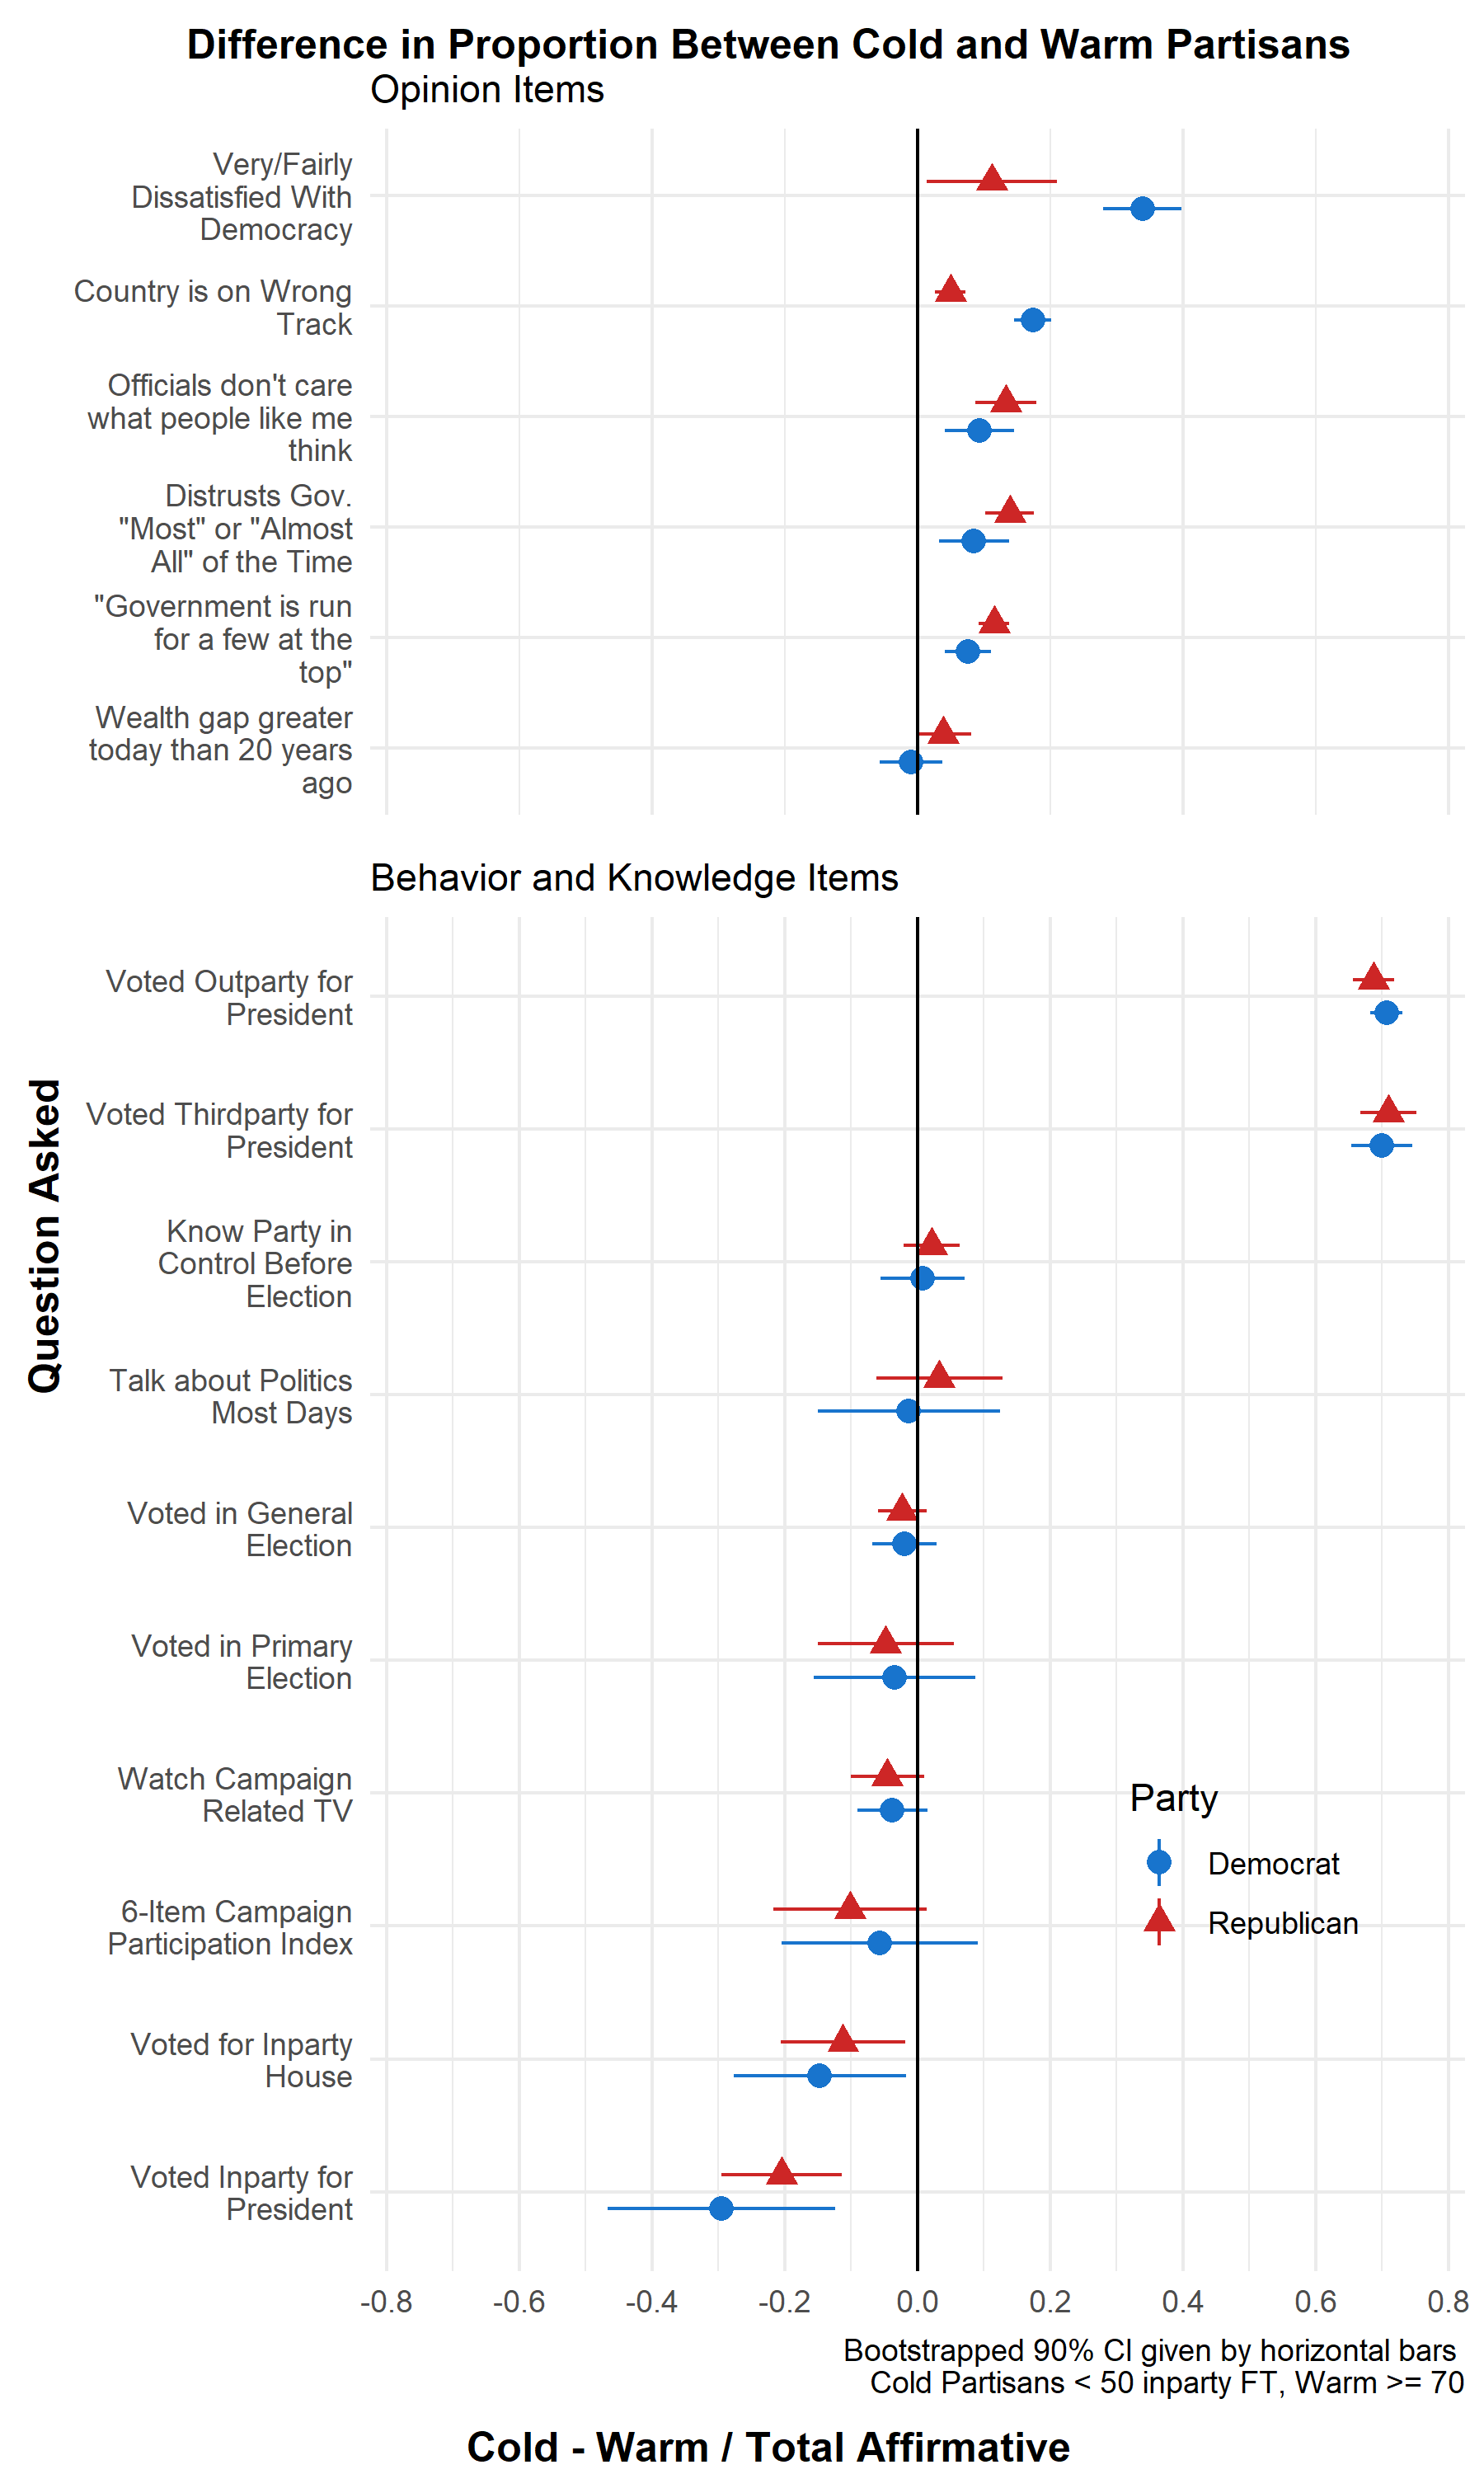 Difference in Proportion Between Cold and Warm Partisans
Opinion Items
Very/Fairly
Dissatisfied With
Democracy
Country is on Wrong
Track
Officials don't care
what people like me
think
Distrusts Gov.
"Most" or "Almost
All" of the Time
"Government is run
for a few at the
top"
Wealth gap greater
today than 20 years
ago
Behavior and Knowledge Items
Question Asked
Voted Outparty for
President
Voted Thirdparty for
President
Know Party in
Control Before
Election
Talk about Politics
Most Days
Voted in General
Election
Voted in Primary
Election
Watch Campaign
Related TV
6-Item Campaign
Participation Index
Voted for Inparty
House
Voted Inparty for
President
Party
Democrat
Republican
-0.8 -0.6 -0.4 -0.2 0.0 0.2 0.4 0.6 0.8
Bootstrapped 90% CI given by horizontal bars
Cold Partisans < 50 inparty FT, Warm >= 70
Cold - Warm / Total Affirmative